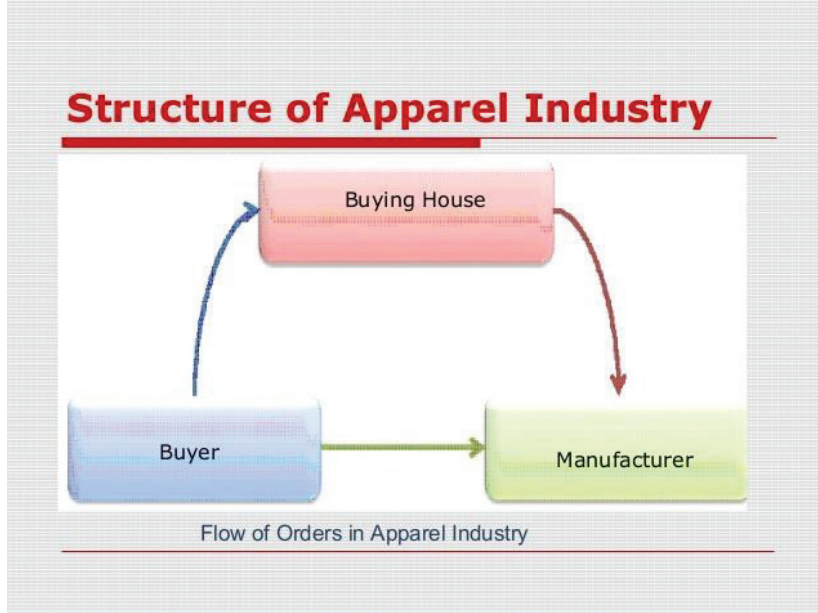 Structure of Apparel Industry
Buying House
Buyer
Manufacturer
Flow of Orders in Apparel Industry